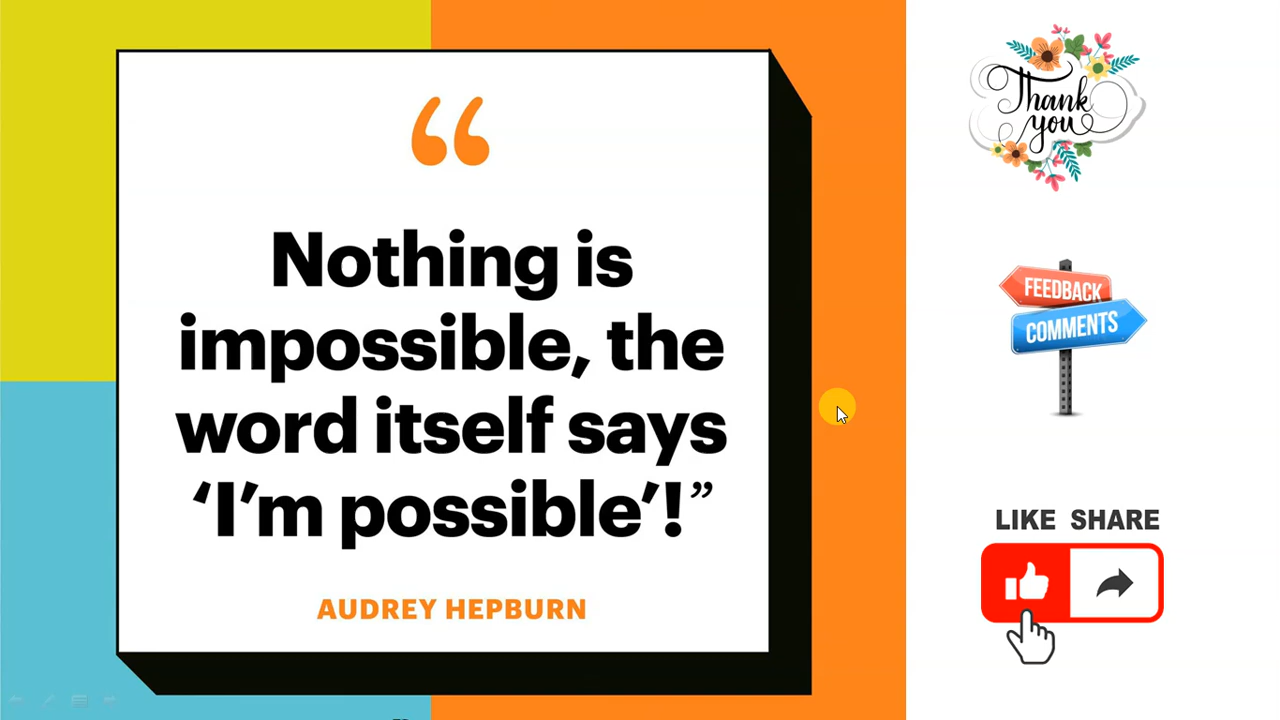 “
Nothing is
impossible, the
word itself says
‘I’m possible’!”
AUDREY HEPBURN
Thank
you
FEEDBACK
COMMENTS
LIKE SHARE